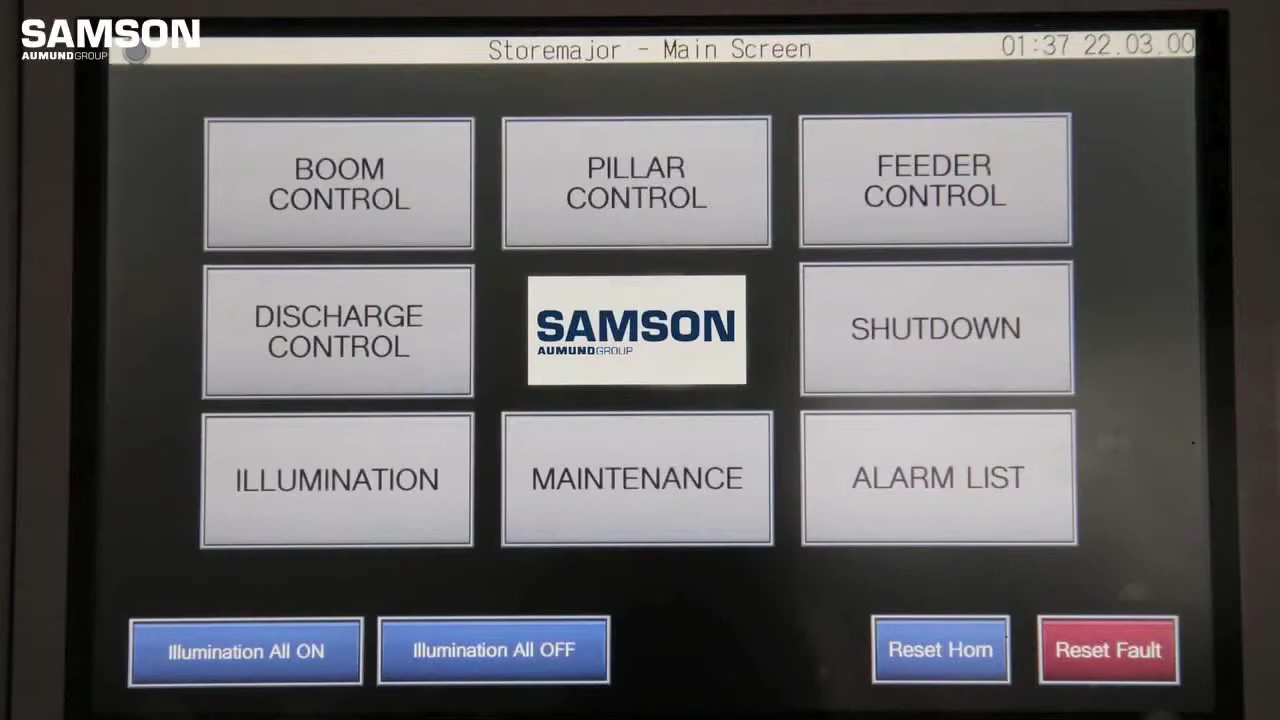 SAMSON
AUMUNDGROUP
Storemajor - Main Screen
01:37 22.03.00
BOOM
CONTROL
PILLAR
CONTROL
FEEDER
CONTROL
DISCHARGE
CONTROL
SAMSON
AUMUNDGROUP
SHUTDOWN
ILLUMINATION
MAINTENANCE
ALARM LIST
Illumination All ON
Illumination All OFF
Reset Horn
Reset Fault